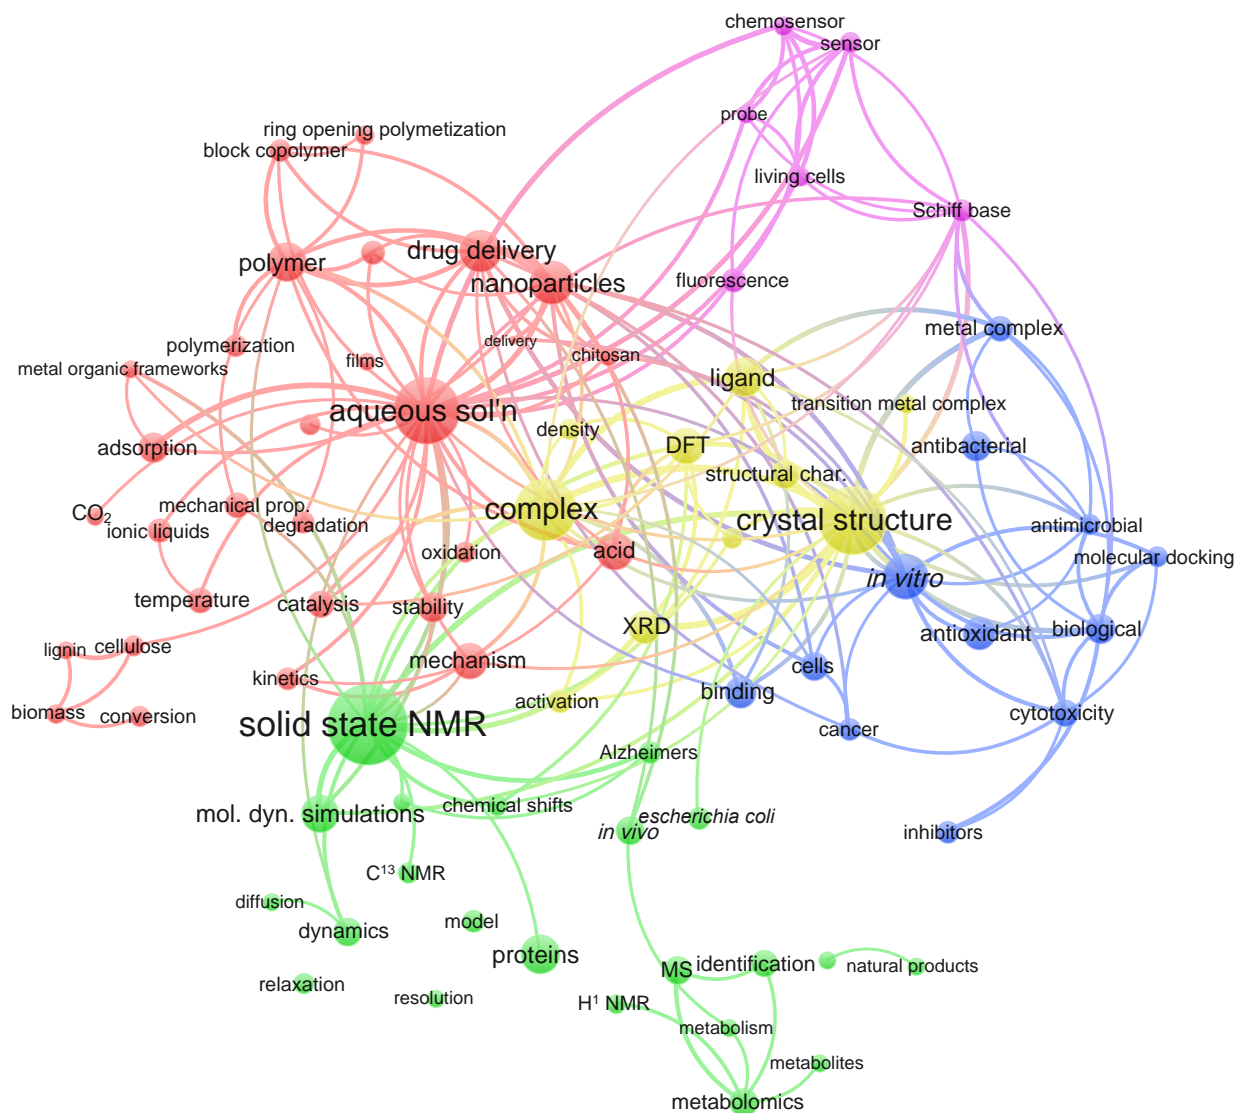 chemosensor
sensor
probe
ring opening polymetization
block copolymer
living cells
Schiff base
drug delivery
polymer
nanoparticles
fluorescence
metal complex
delivery
polymerization
films
chitosan
metal organic frameworks
ligand
transition metal complex
aqueous sol'n
density
DFT
antibacterial
adsorption
structural char.
mechanical prop.
complex
crystal structure
CO2
ionic liquids
degradation
antimicrobial
oxidation
acid
molecular docking
in vitro
temperature
catalysis
stability
XRD
antioxidant
biological
lignin
cellulose
mechanism
cells
kinetics
binding
activation
biomass
conversion
solid state NMR
cytotoxicity
cancer
Alzheimers
mol. dyn. simulations
chemical shifts
escherichia coli
in vivo
inhibitors
C13 NMR
diffusion
model
dynamics
proteins
MS
identification
natural products
relaxation
resolution
H1 NMR
metabolism
metabolites
metabolomics